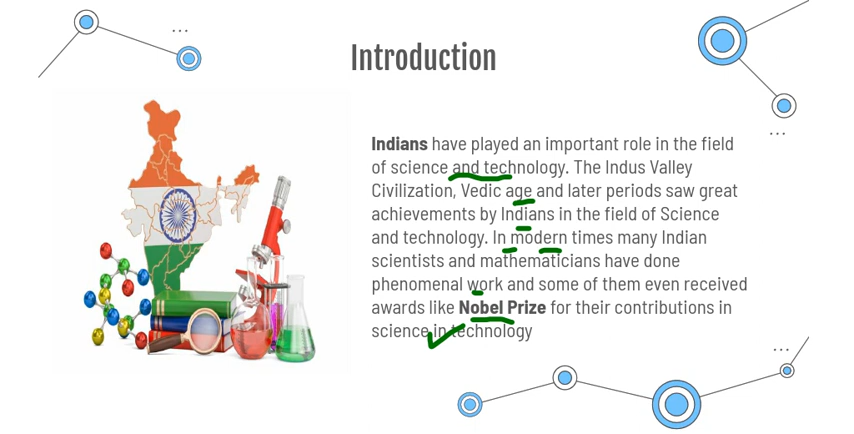 Introduction
Indians have played an important role in the field
of science and technology. The Indus Valley
Civilization, Vedic age and later periods saw great
achievements by Indians in the field of Science
and technology. In modern times many Indian
scientists and mathematicians have done
phenomenal work and some of them even received
awards like Nobel Prize for their contributions in
science in technology